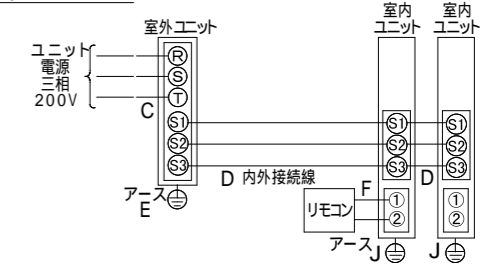 室外ユニット
室内
ユニット
室内
ユニット
ユニット
電源
三相
200V
R
S
T
C
S1
S2
S3
S1
S2
S3
S1
S2
S3
D 内外接続線
D
アース
E
リモコン
F
①
②
①
②
アース
J
J